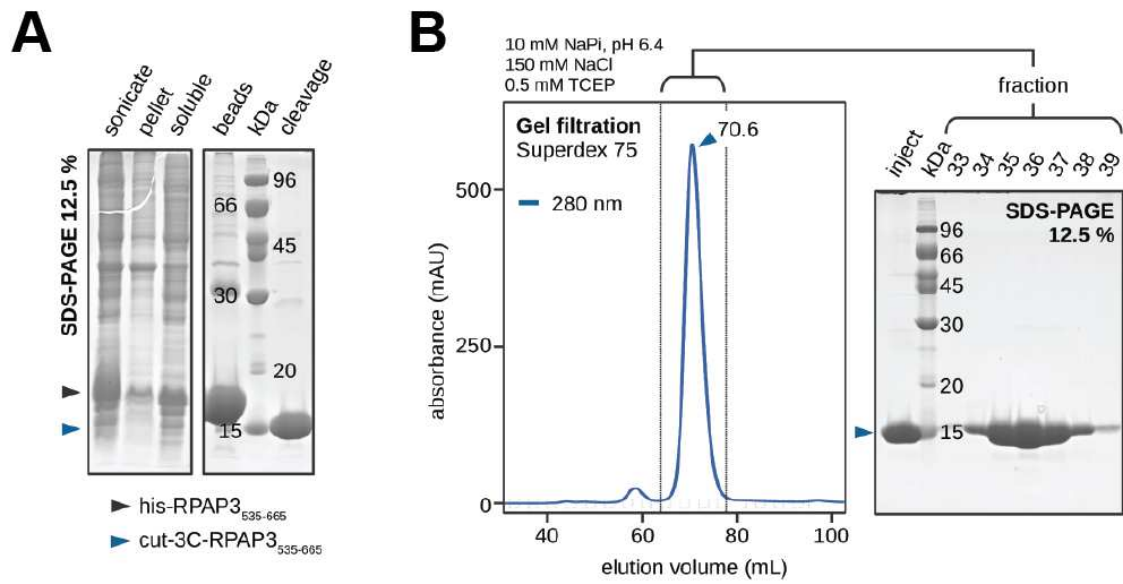 A
SDS-PAGE 12.5 %
sonicate
pellet
soluble
beads
kDa
cleavage
96
66
45
30
20
15
his-RPAP3535-665
cut-3C-RPAP3535-665
B
10 mM NaPi, pH 6.4
150 mM NaCl
0.5 mM TCEP
Gel filtration
Superdex 75
280 nm
70.6
absorbance (mAU)
500
250
0
40
60
80
100
elution volume (mL)
fraction
inject
kDa
33
34
35
36
37
38
39
SDS-PAGE
12.5 %
96
66
45
30
20
15